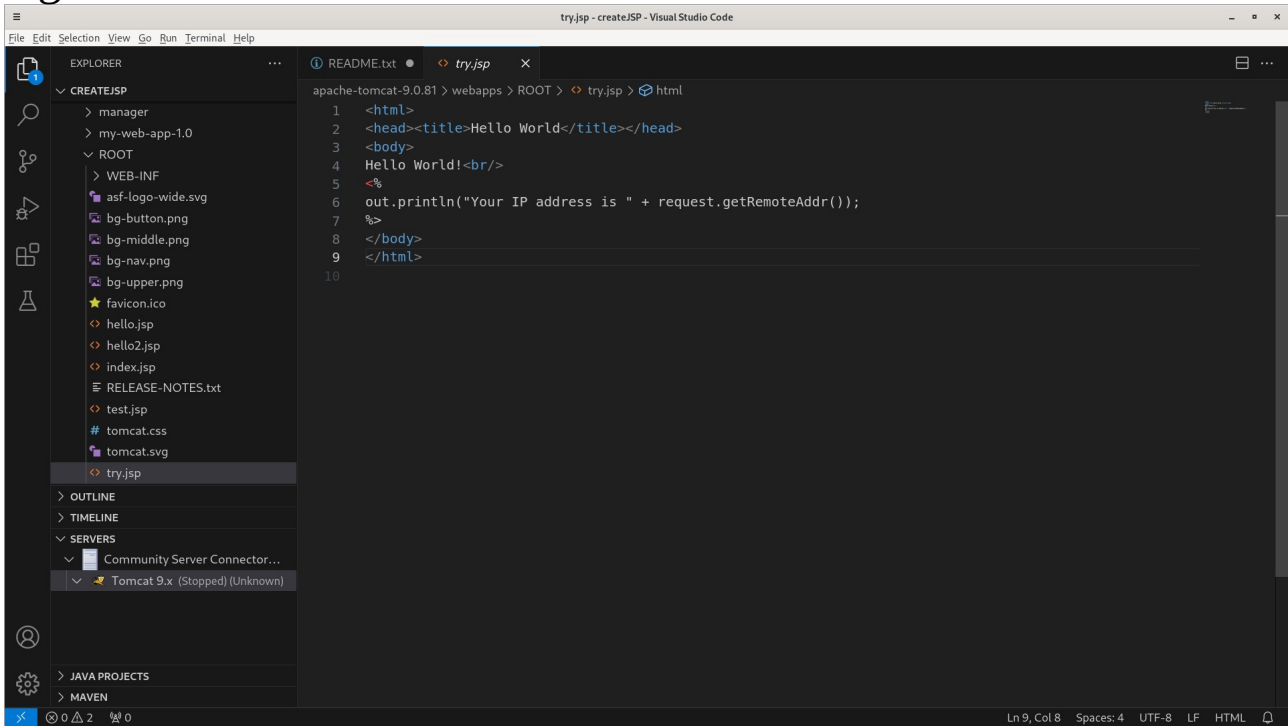 try.jsp - createJSP - Visual Studio Code
File Edit Selection View Go Run Terminal Help
EXPLORER
CREATEJSP
manager
my-web-app-1.0
ROOT
WEB-INF
asf-logo-wide.svg
bg-button.png
bg-middle.png
bg-nav.png
bg-upper.png
favicon.ico
hello.jsp
hello2.jsp
index.jsp
RELEASE-NOTES.txt
test.jsp
tomcat.css
tomcat.svg
try.jsp
OUTLINE
TIMELINE
SERVERS
Community Server Connector...
Tomcat 9.x (Stopped) (Unknown)
JAVA PROJECTS
MAVEN
README.txt
try.jsp
apache-tomcat-9.0.81 > webapps > ROOT > try.jsp > html
1 <html>
2 <head><title>Hello World</title></head>
3 <body>
4 Hello World!<br/>
5 <%
6 out.println("Your IP address is " + request.getRemoteAddr());
7 %>
8 </body>
9 </html>
10
1
0 2 0
Ln 9, Col 8 Spaces: 4 UTF-8 LF HTML